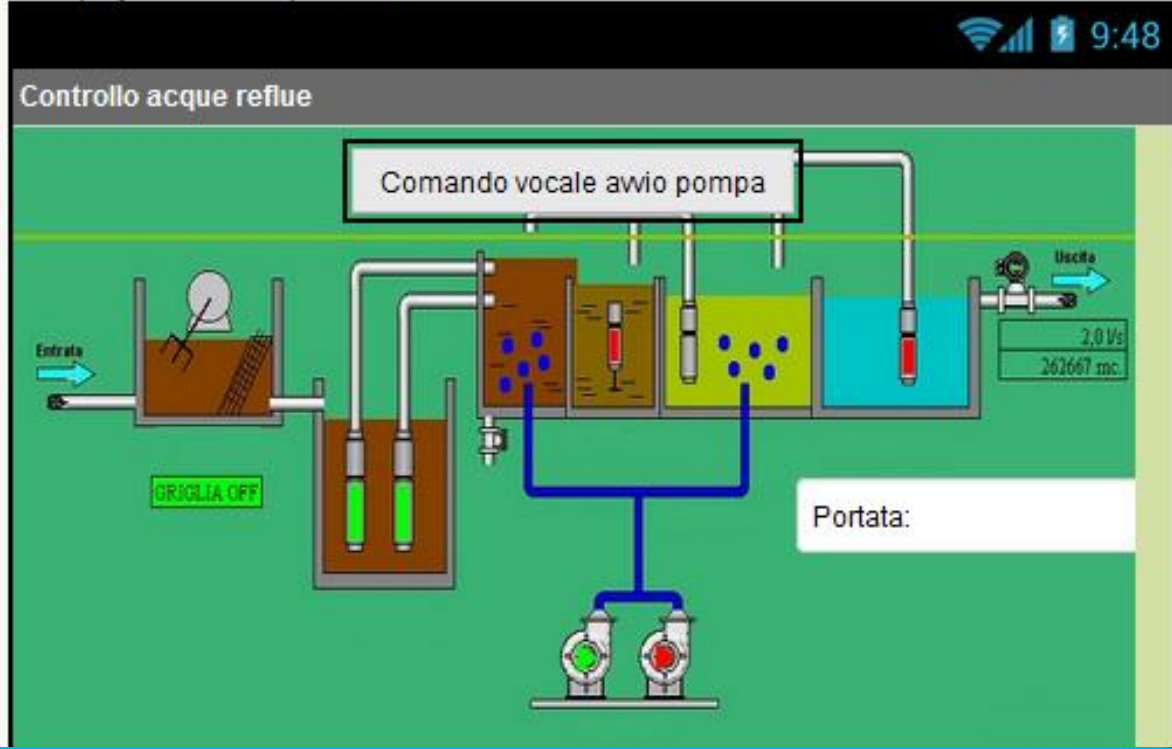 9:48
Controllo acque reflue
Comando vocale avvio pompa
Uscita
Entrata
2,0 l/s
262667 mc.
GRIGLIA OFF
Portata: